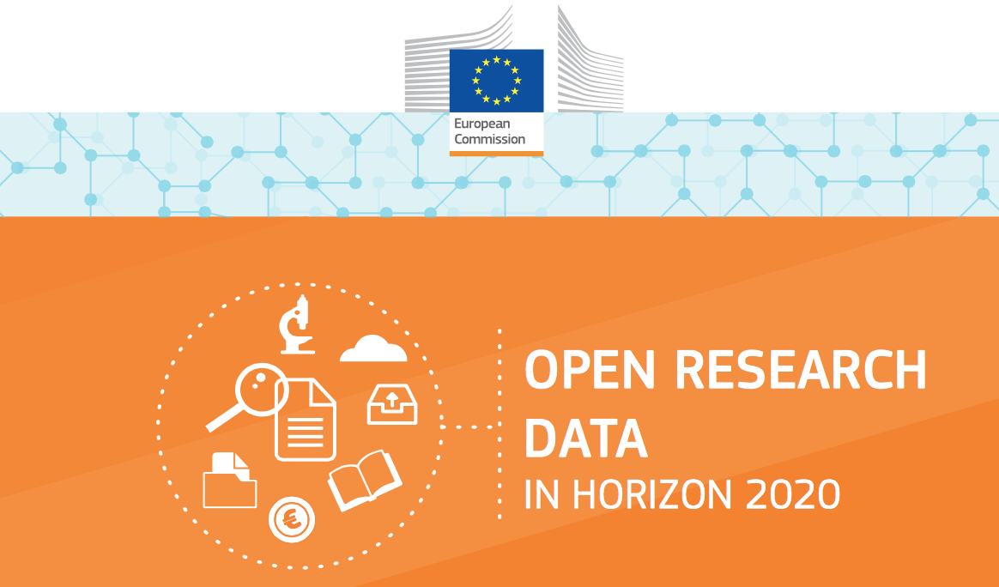 European
Commission
OPEN RESEARCH
DATA
IN HORIZON 2020
€